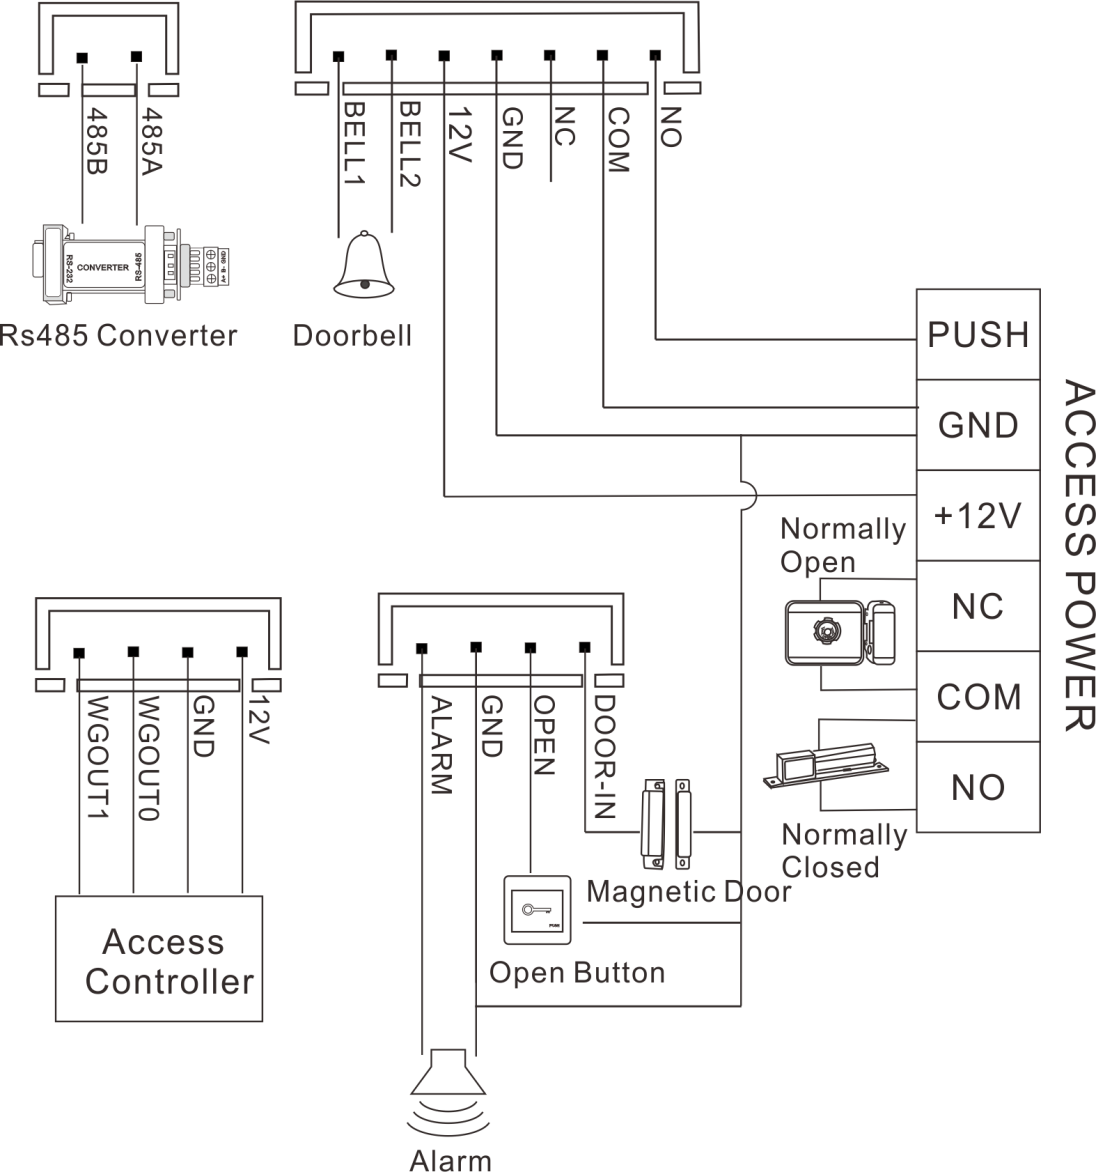 485B
485A
RS-232
CONVERTER
RS-485
A+ B- GND
Rs485 Converter
BELL1
BELL2
12V
GND
NC
COM
NO
Doorbell
PUSH
GND
+12V
NC
COM
NO
ACCESS POWER
Normally
Open
Normally
Closed
WGOUT1
WGOUT0
GND
12V
Access
Controller
ALARM
GND
OPEN
DOOR-IN
Magnetic Door
PUSH
Open Button
Alarm